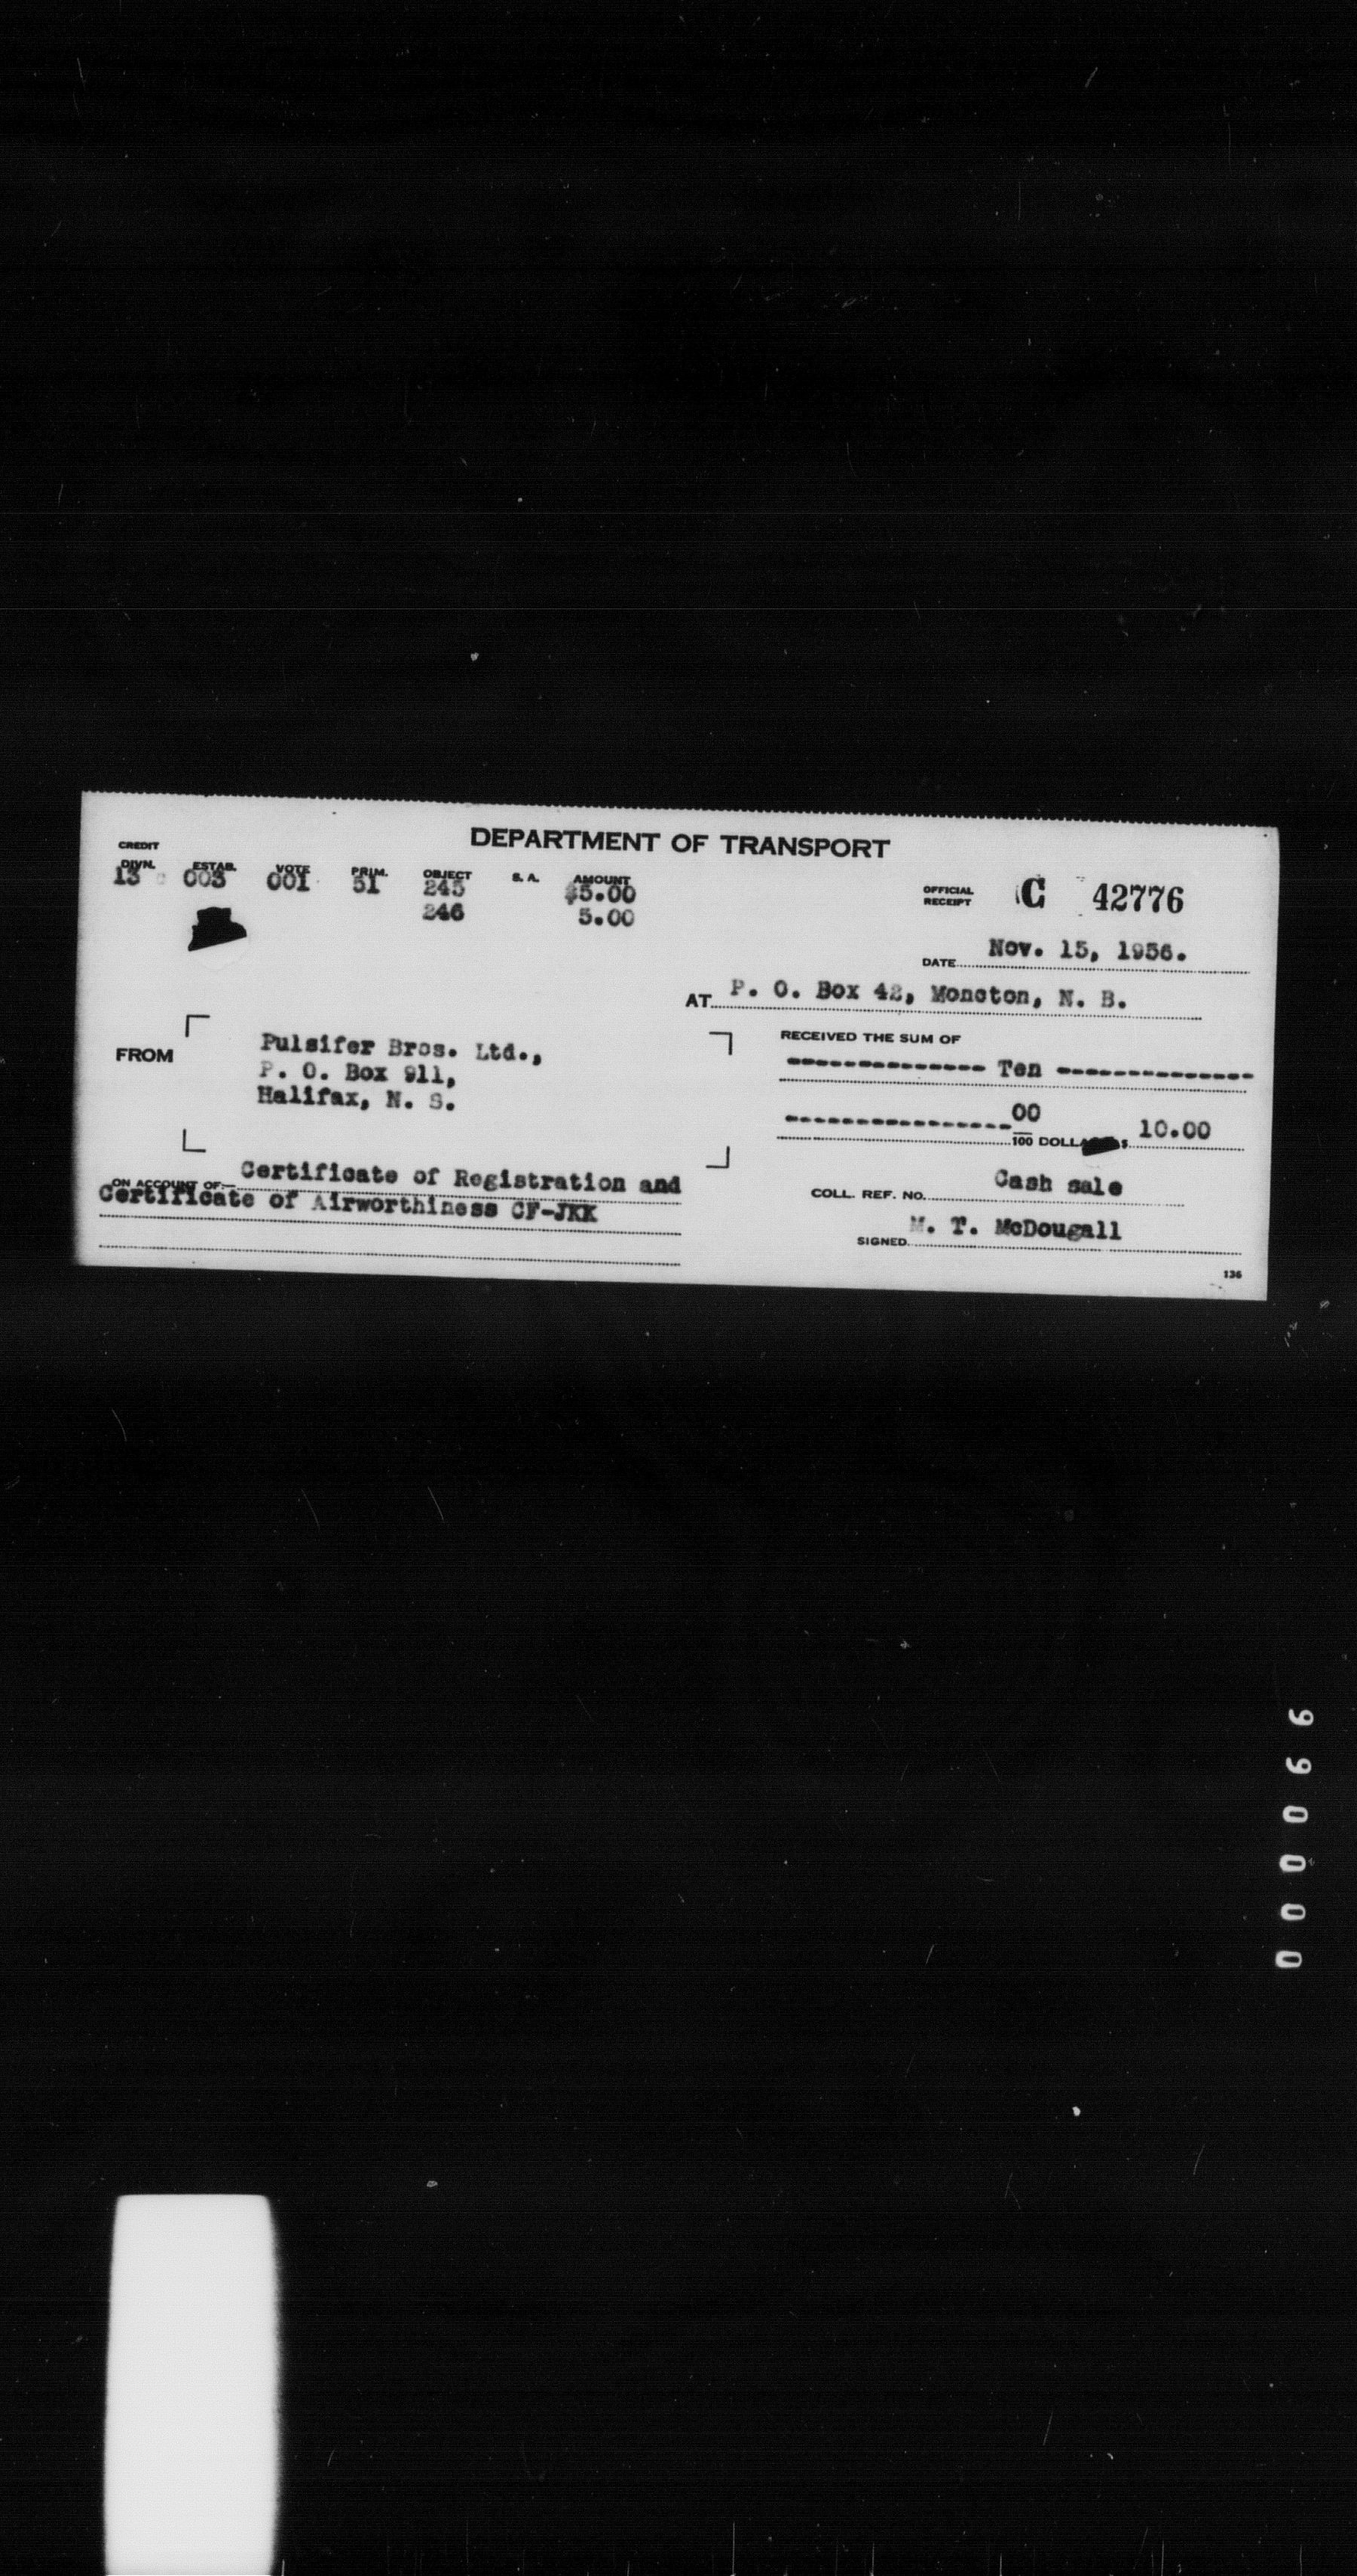 DEPARTMENT OF TRANSPORT
CREDIT
DIVN. ESTAB. VOTE PRIM. OBJECT S. A. AMOUNT
13 003 001 51 245 $5.00
246 5.00
OFFICIAL RECEIPT C 42776
DATE Nov. 15, 1956.
AT P. O. Box 42, Moncton, N. B.
FROM
Pulsifer Bros. Ltd.,
P. O. Box 911,
Halifax, N. S.
RECEIVED THE SUM OF
-------------- Ten --------------
----------------00/100 DOLLARS $ 10.00
ON ACCOUNT OF:— Certificate of Registration and
Certificate of Airworthiness CF-JKK
COLL. REF. NO. Cash sale
SIGNED M. T. McDougall
136
000066